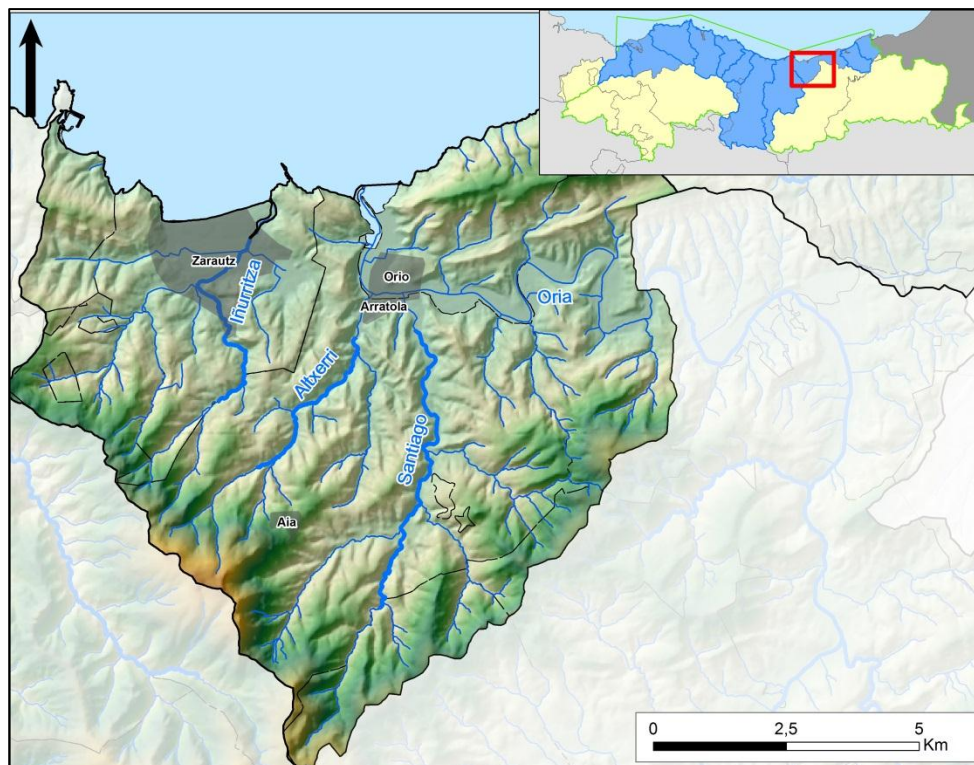 Zarautz
Iñurritza
Orio
Oria
Arratola
Altxerri
Santiago
Aia
0 2,5 5
Km